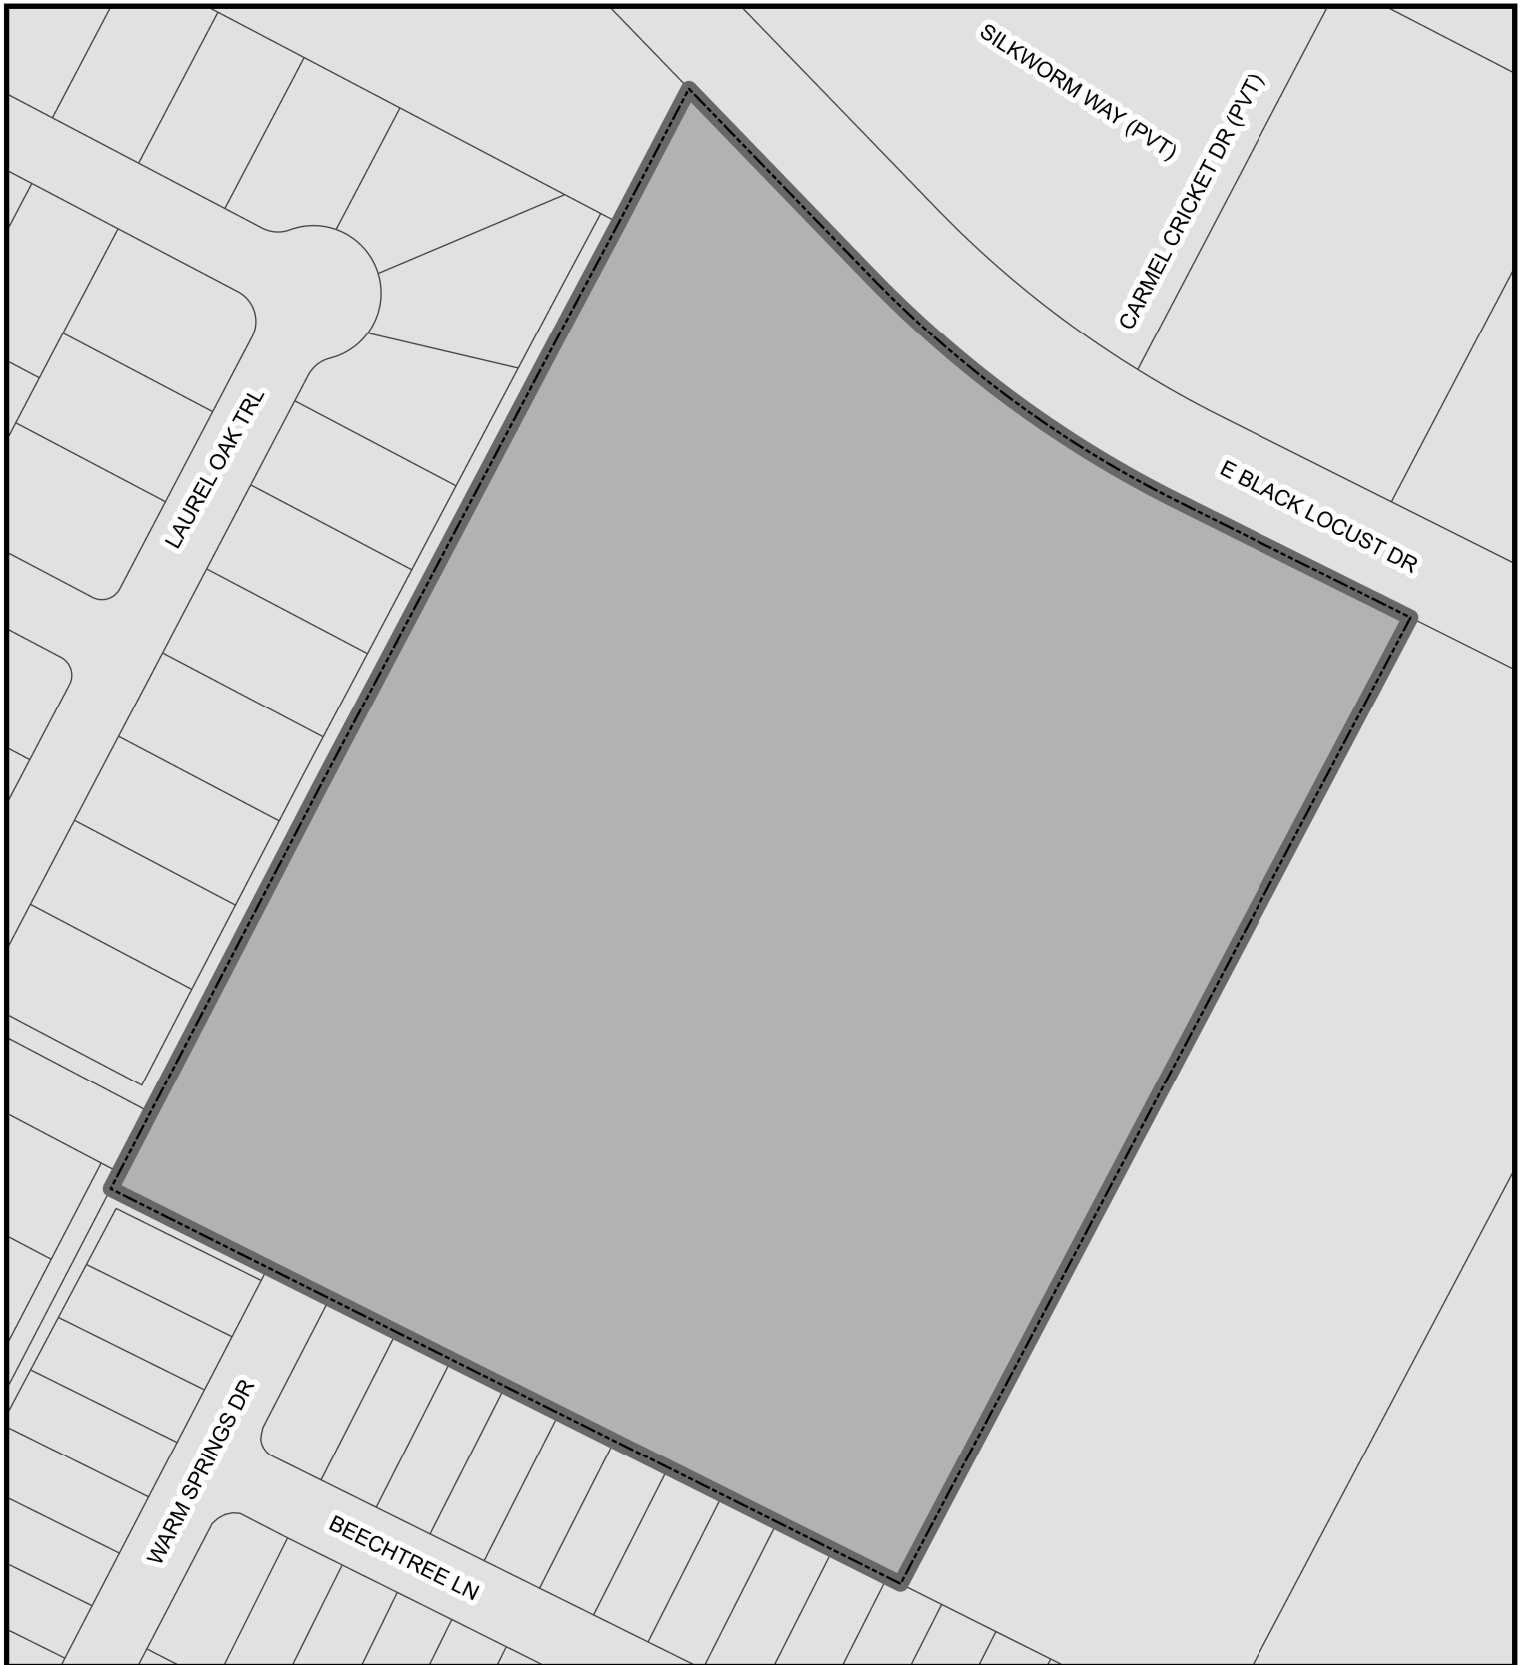 SILKWORM WAY (PVT)
CARMEL CRICKET DR (PVT)
LAUREL OAK TRL
E BLACK LOCUST DR
WARM SPRINGS DR
BEECHTREE LN